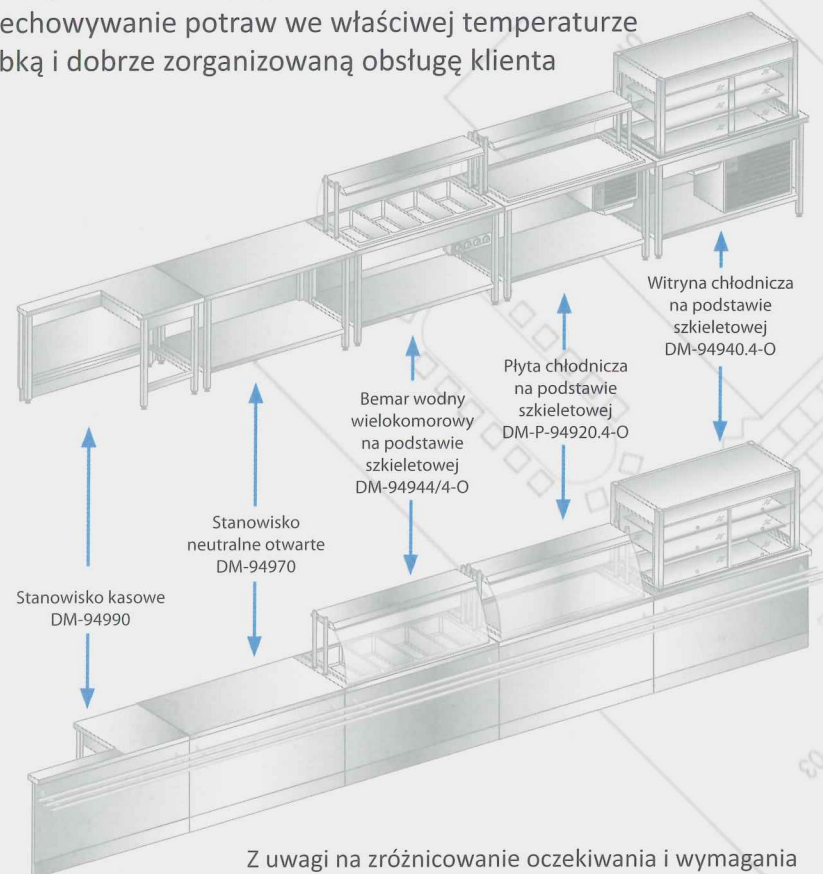 echowywanie potraw we właściwej temperaturze
bką i dobrze zorganizowaną obsługę klienta
Witryna chłodnicza
na podstawie
szkieletowej
DM-94940.4-O
Płyta chłodnicza
na podstawie
szkieletowej
DM-P-94920.4-O
Bemar wodny
wielokomorowy
na podstawie
szkieletowej
DM-94944/4-O
Stanowisko
neutralne otwarte
DM-94970
Stanowisko kasowe
DM-94990
03
Z uwagi na zróżnicowanie oczekiwania i wymagania